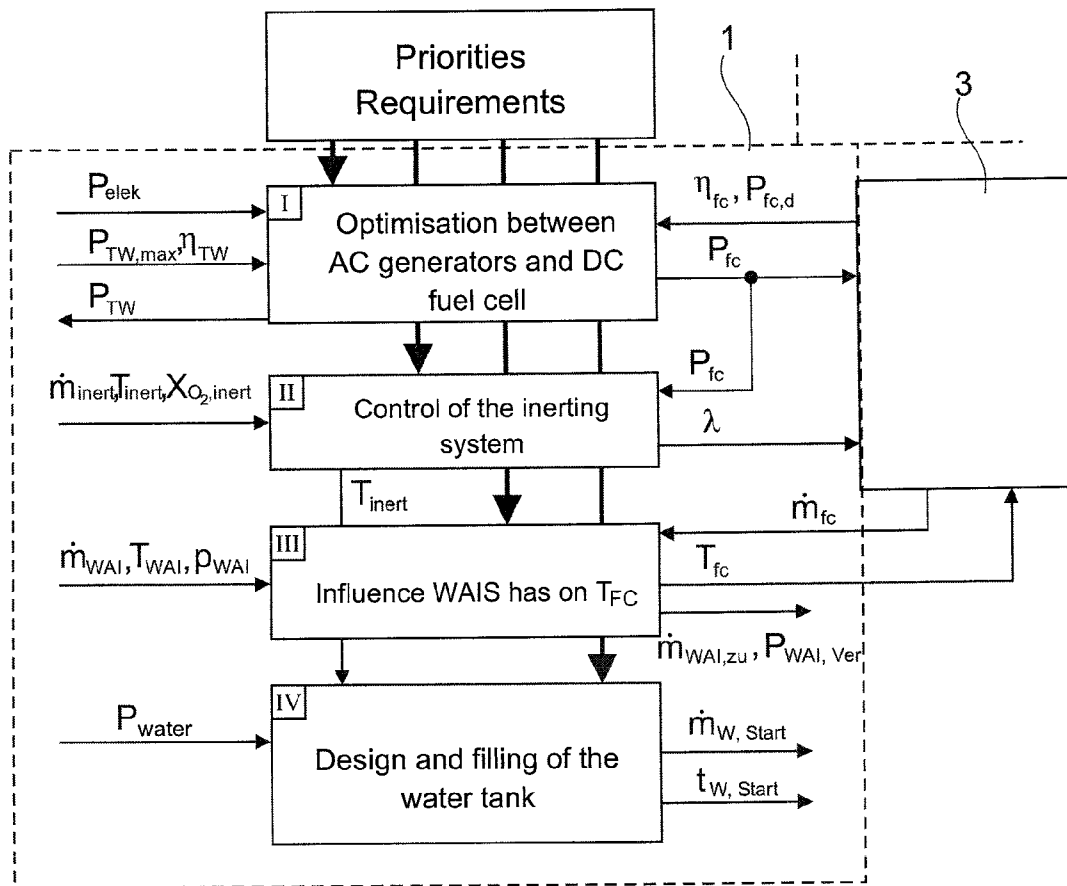 Priorities
Requirements
1
3
P_elek
I
Optimisation between
AC generators and DC
fuel cell
η_fc, P_fc,d
P_TW,max, η_TW
P_fc
P_TW
P_fc
ṁ_inert, T_inert, X_O₂,inert
II
Control of the inerting
system
λ
T_inert
ṁ_fc
III
ṁ_WAI, T_WAI, p_WAI
Influence WAIS has on T_FC
T_fc
ṁ_WAI,zu, P_WAI, Ver
IV
P_water
Design and filling of the
water tank
ṁ_W, Start
t_W, Start